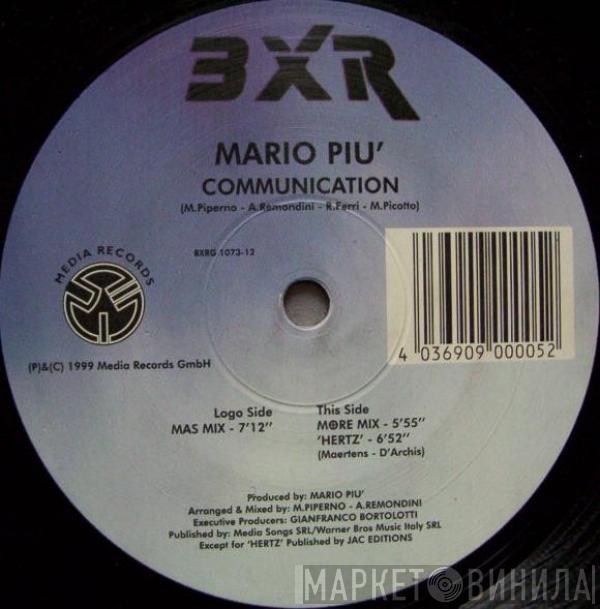 BXR
MARIO PIU'
COMMUNICATION
(M.Piperno - A.Remondini - R.Ferri - M.Picotto)
BXRG 1073-12
MEDIA RECORDS
4 036909 000052
(P)&(C) 1999 Media Records GmbH
Logo Side
MAS MIX - 7'12"
This Side
MORE MIX - 5'55"
'HERTZ' - 6'52"
(Maertens - D'Archis)
Produced by: MARIO PIU'
Arranged & Mixed by: M.PIPERNO - A.REMONDINI
Executive Producers: GIANFRANCO BORTOLOTTI
Published by: Media Songs SRL/Warner Bros Music Italy SRL
Except for 'HERTZ' Published by JAC EDITIONS
МАРКЕТ ВИНИЛА